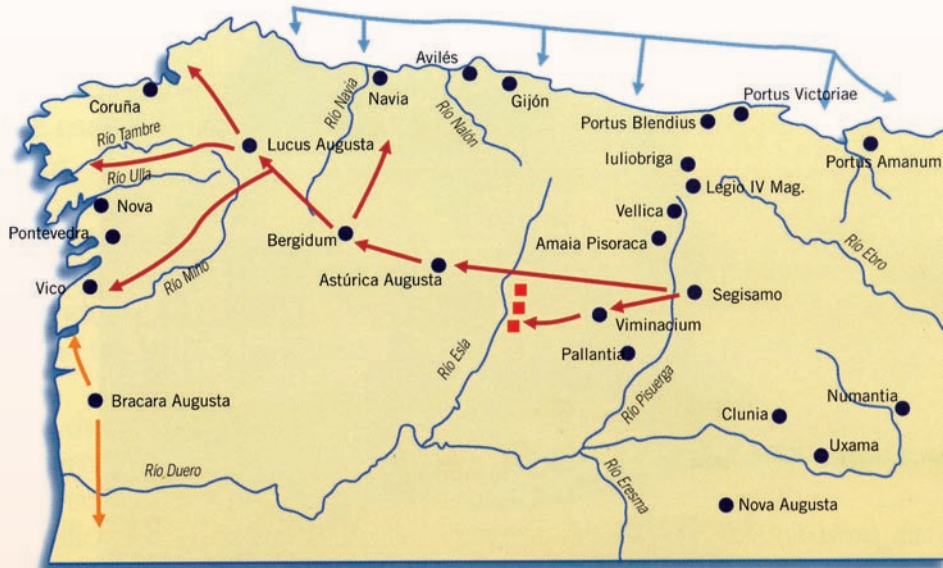 Avilés
Coruña
Río Navia
Navia
Río Nalón
Gijón
Portus Victoriae
Portus Blendius
Río Tambre
Lucus Augusta
Portus Amanum
Iuliobriga
Río Ulla
Legio IV Mag.
Nova
Vellica
Pontevedra
Bergidum
Amaia Pisoraca
Río Ebro
Astúrica Augusta
Vico
Río Mino
Segisamo
Viminacium
Río Esla
Pallantia
Río Pisuerga
Bracara Augusta
Numantia
Clunia
Uxama
Río Duero
Río Eresma
Nova Augusta